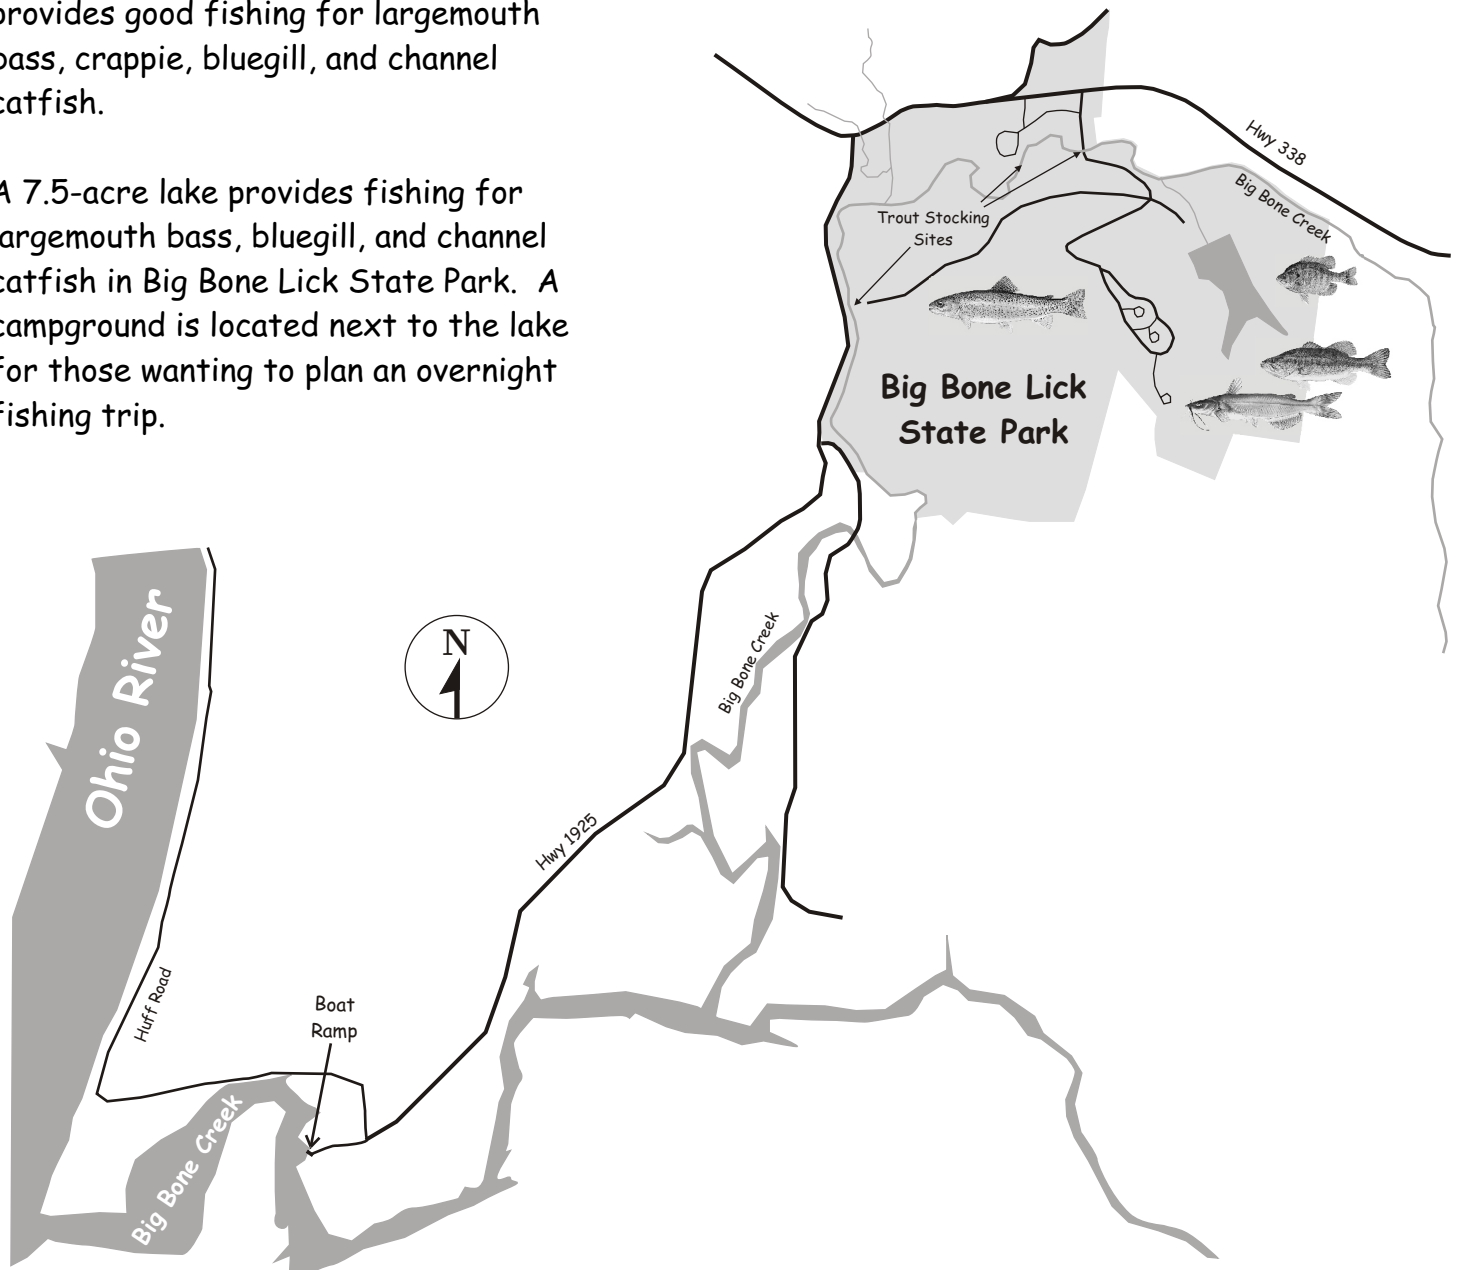 provides good fishing for largemouth
bass, crappie, bluegill, and channel
catfish.
A 7.5-acre lake provides fishing for
largemouth bass, bluegill, and channel
catfish in Big Bone Lick State Park.  A
campground is located next to the lake
for those wanting to plan an overnight
fishing trip.
Hwy 338
Big Bone Creek
Trout Stocking
Sites
Big Bone Lick
State Park
Ohio River
N
Big Bone Creek
Hwy 1925
Huff Road
Boat
Ramp
Big Bone Creek